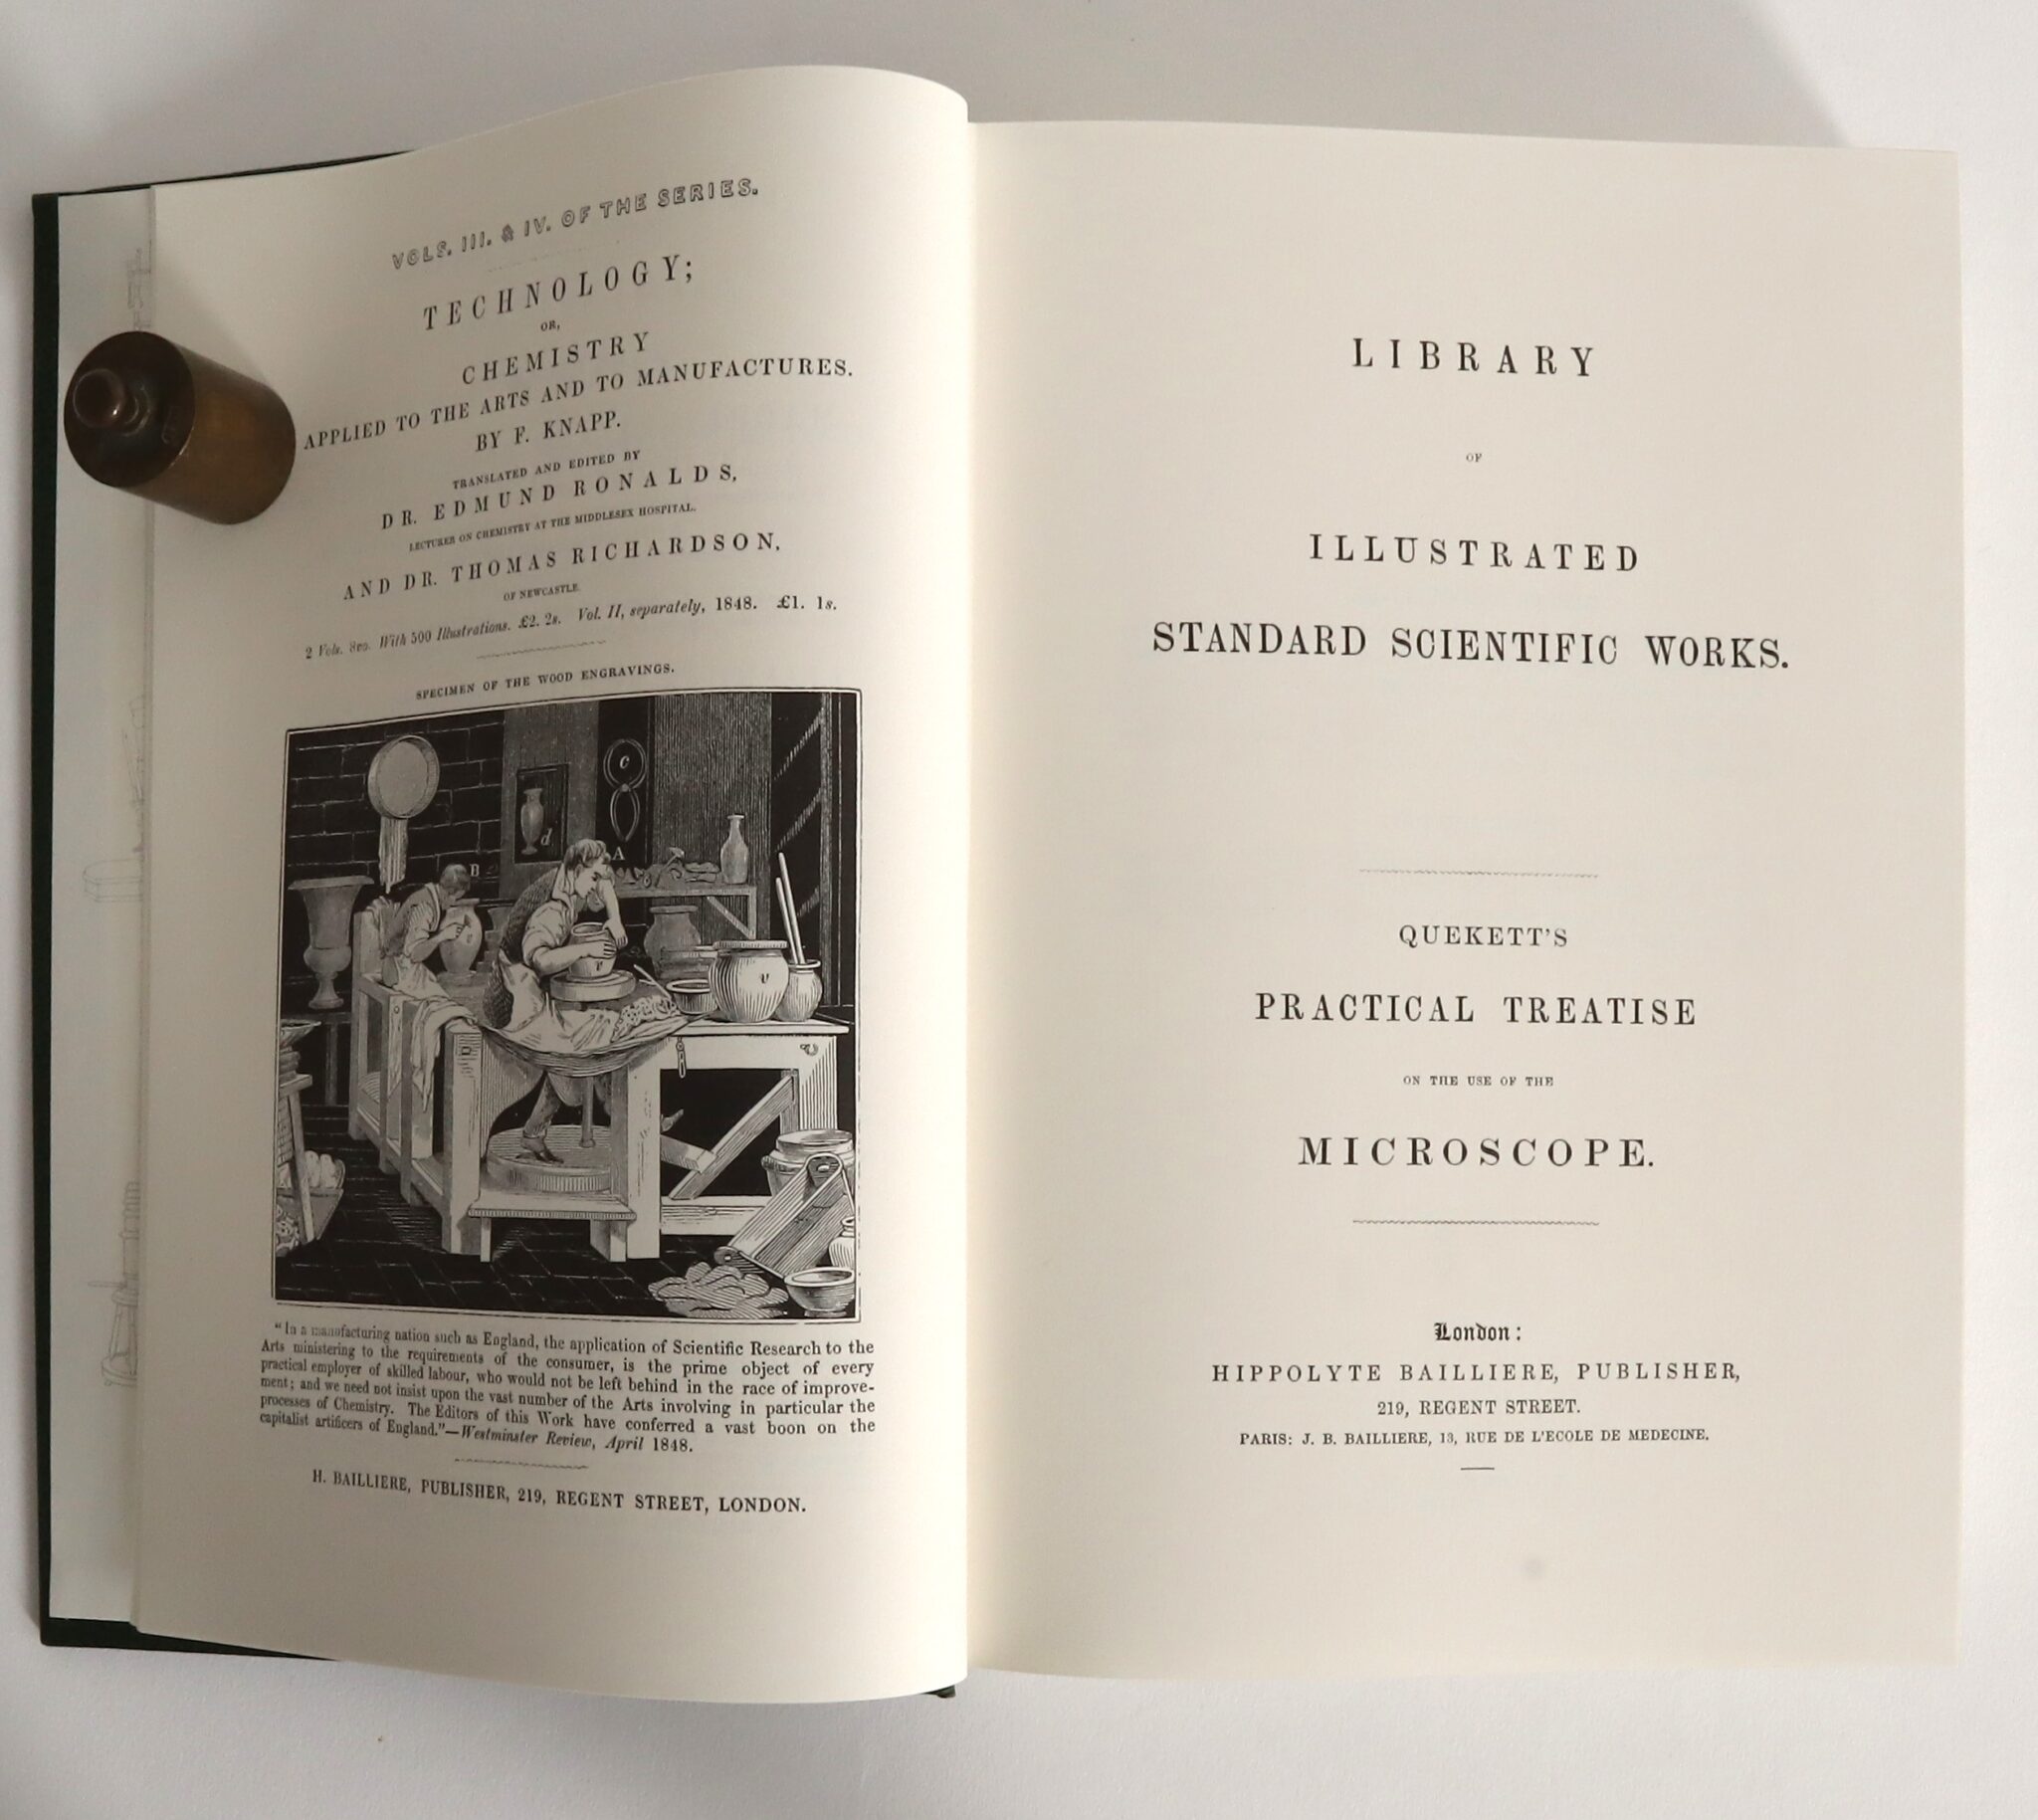 VOLS. III. & IV. OF THE SERIES.
TECHNOLOGY;
OR,
CHEMISTRY
APPLIED TO THE ARTS AND TO MANUFACTURES.
BY F. KNAPP.
TRANSLATED AND EDITED BY
DR. EDMUND RONALDS,
LECTURER ON CHEMISTRY AT THE MIDDLESEX HOSPITAL,
AND DR. THOMAS RICHARDSON,
OF NEWCASTLE.
2 Vols. 8vo. With 500 Illustrations. £2. 2s. Vol. II, separately, 1848. £1. 1s.
SPECIMEN OF THE WOOD ENGRAVINGS.
c
d
A
B
v
"In a manufacturing nation such as England, the application of Scientific Research to the
Arts ministering to the requirements of the consumer, is the prime object of every
practical employer of skilled labour, who would not be left behind in the race of improve-
ment; and we need not insist upon the vast number of the Arts involving in particular the
processes of Chemistry. The Editors of this Work have conferred a vast boon on the
capitalist artificers of England."—Westminster Review, April 1848.
H. BAILLIERE, PUBLISHER, 219, REGENT STREET, LONDON.
LIBRARY
OF
ILLUSTRATED
STANDARD SCIENTIFIC WORKS.
QUEKETT'S
PRACTICAL TREATISE
ON THE USE OF THE
MICROSCOPE.
London:
HIPPOLYTE BAILLIERE, PUBLISHER,
219, REGENT STREET.
PARIS: J. B. BAILLIERE, 13, RUE DE L'ECOLE DE MEDECINE.